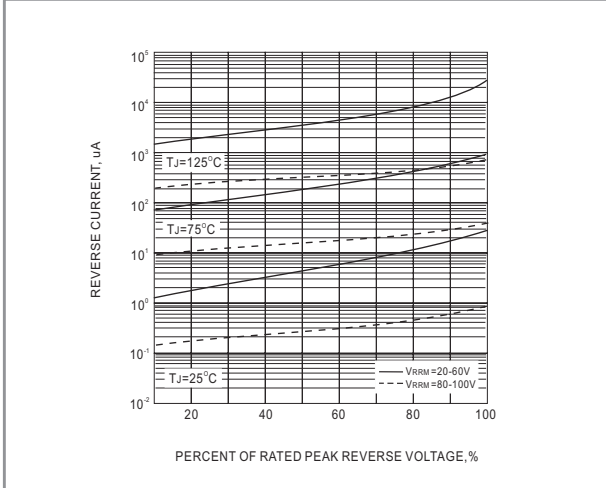 10⁵
10⁴
10³
10²
10¹
10⁰
10⁻¹
10⁻²
REVERSE CURRENT, uA
TJ=125°C
TJ=75°C
TJ=25°C
VRRM=20-60V
VRRM=80-100V
20 40 60 80 100
PERCENT OF RATED PEAK REVERSE VOLTAGE,%